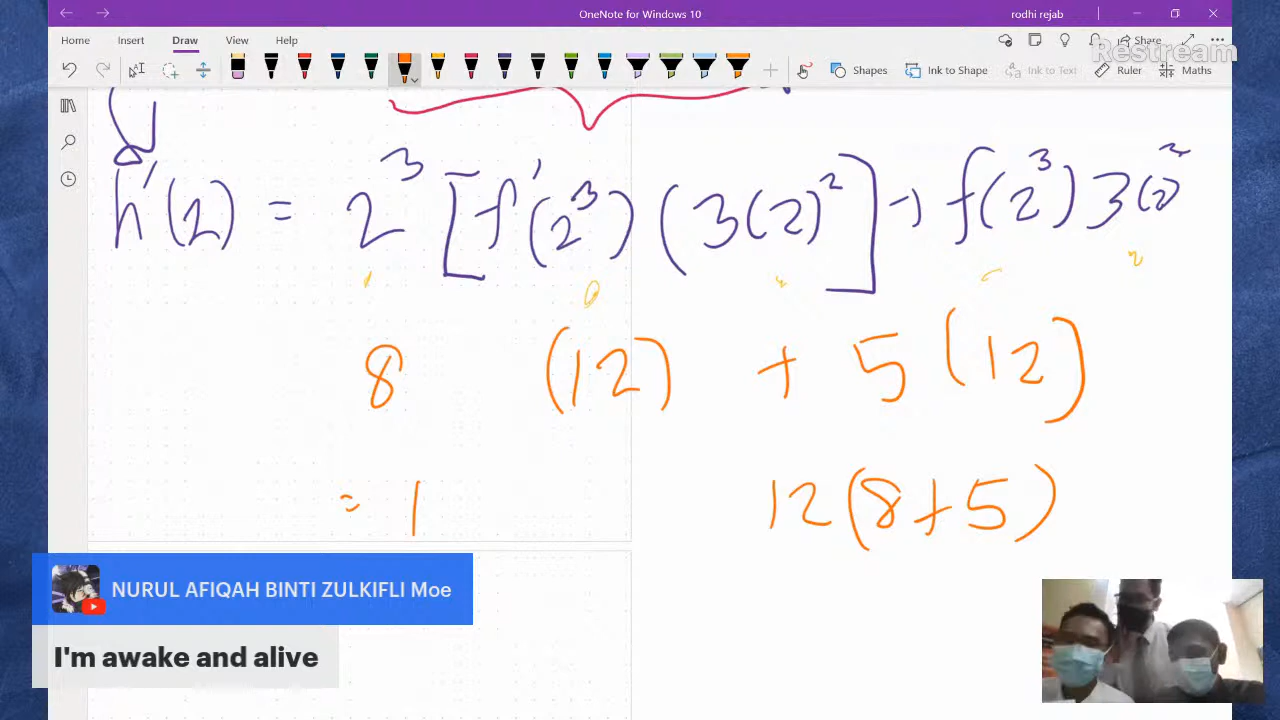 OneNote for Windows 10
rodhi rejab
Home Insert Draw View Help
Share
Restream
Shapes Ink to Shape Ink to Text Ruler Maths
h'(2) = 2³ [f'(2³)(3(2)²] + f(2³)3(2)²
8 (12) + 5(12)
= 1 12(8+5)
NURUL AFIQAH BINTI ZULKIFLI Moe
I'm awake and alive